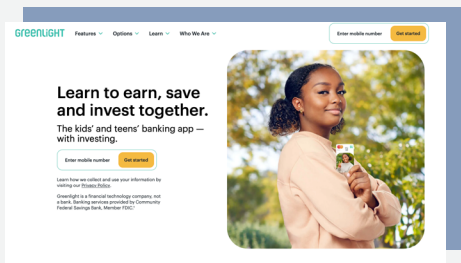 GreenLiGHT Features Options Learn Who We Are Enter mobile number Get started
Learn to earn, save
and invest together.
The kids' and teens' banking app —
with investing.
Enter mobile number Get started
Learn how we collect and use your information by
visiting our Privacy Policy.
Greenlight is a financial technology company, not
a bank. Banking services provided by Community
Federal Savings Bank, Member FDIC.¹